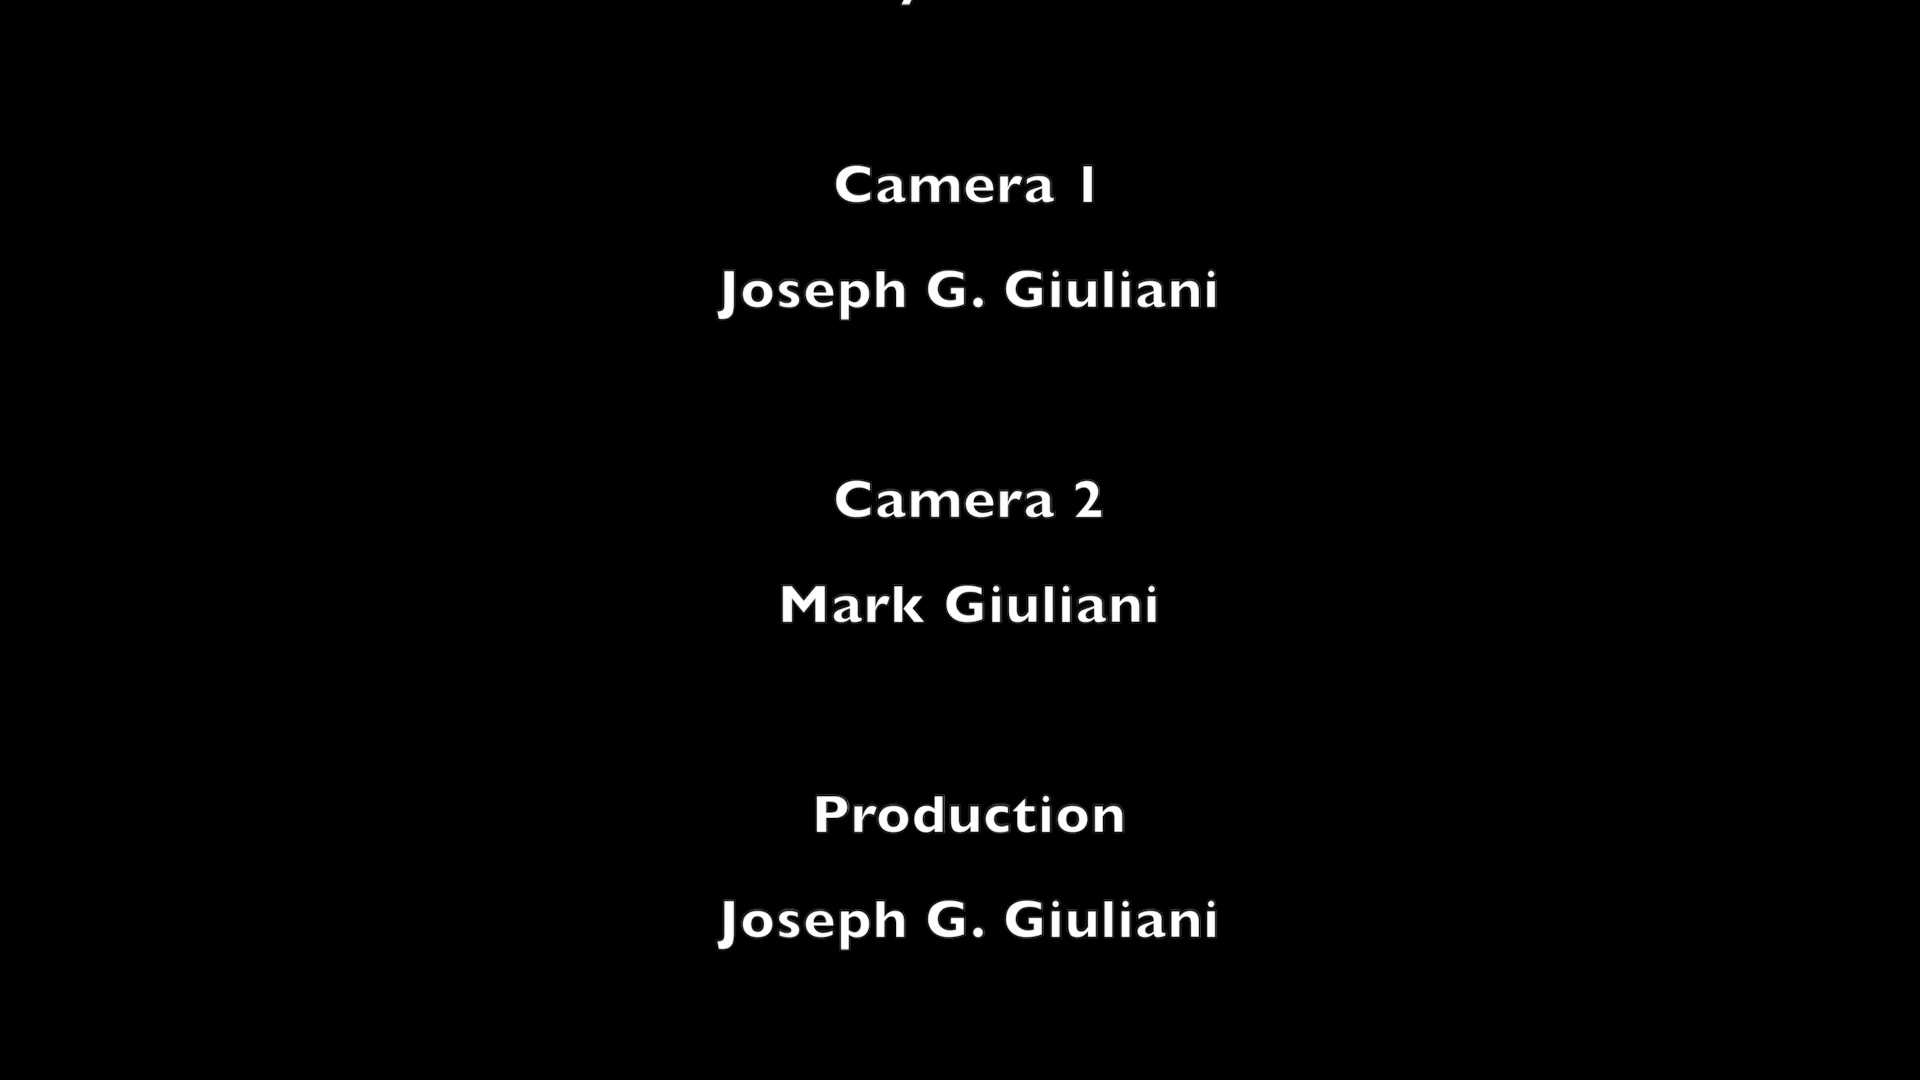 Camera 1
Joseph G. Giuliani
Camera 2
Mark Giuliani
Production
Joseph G. Giuliani